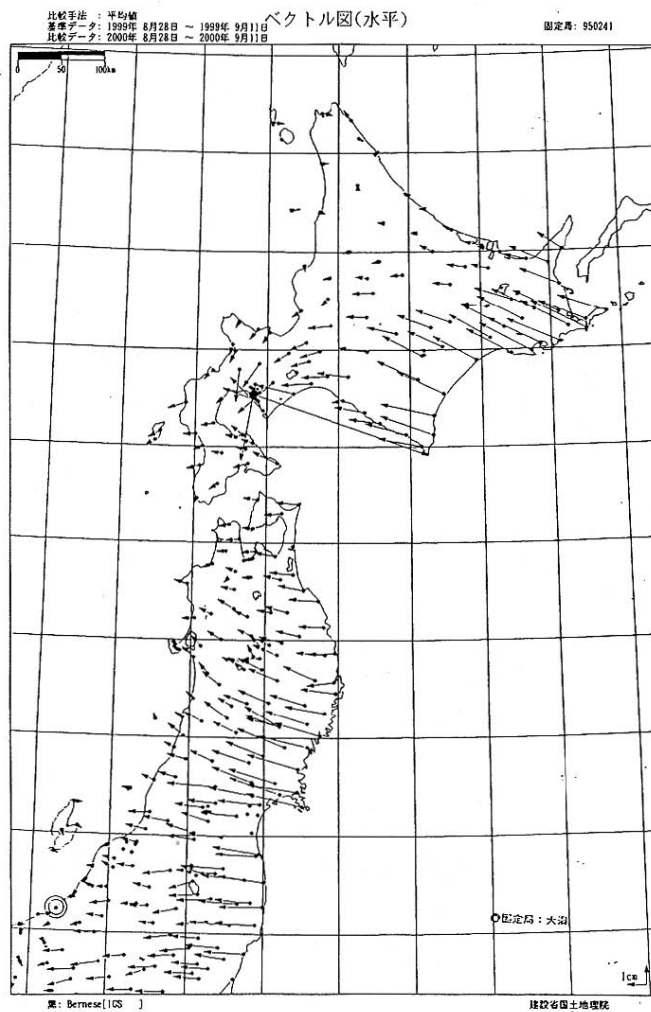 比較手法 : 平均値
基準データ: 1999年 8月28日 ~ 1999年 9月11日
比較データ: 2000年 8月28日 ~ 2000年 9月11日
ベクトル図(水平)
固定局: 950241
0 50 100km
固定局:大潟
1cm
黒: Bernese[IGS ]
建設省国土地理院